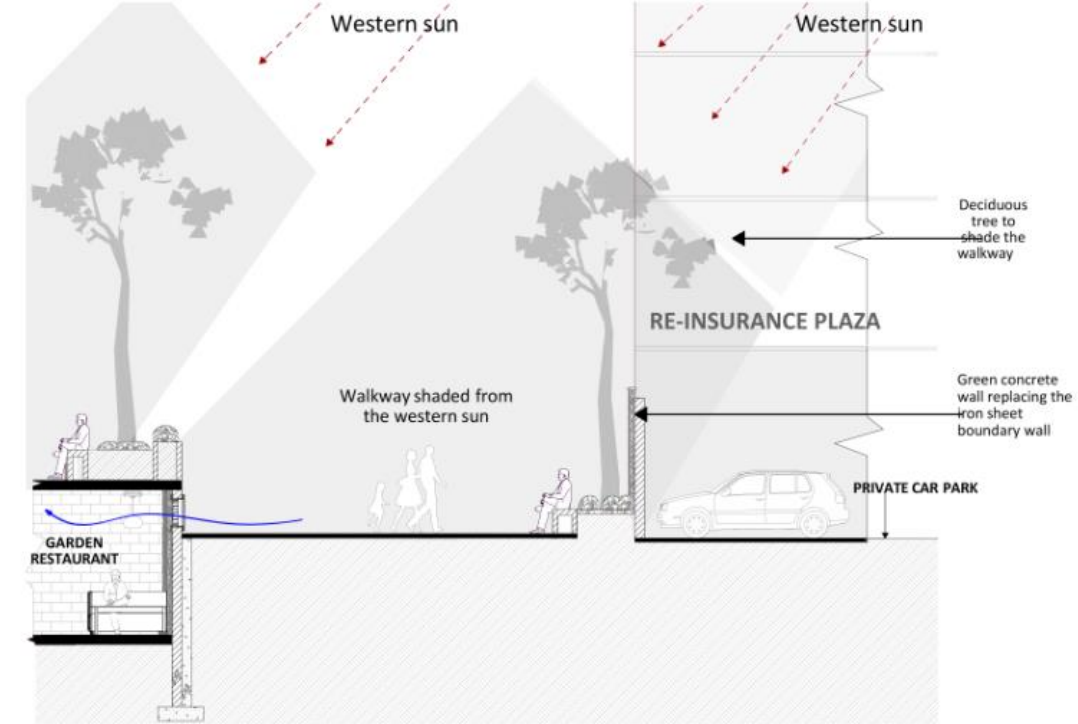 Western sun
Western sun
Deciduous
tree to
shade the
walkway
RE-INSURANCE PLAZA
Walkway shaded from
the western sun
Green concrete
wall replacing the
iron sheet
boundary wall
PRIVATE CAR PARK
GARDEN
RESTAURANT